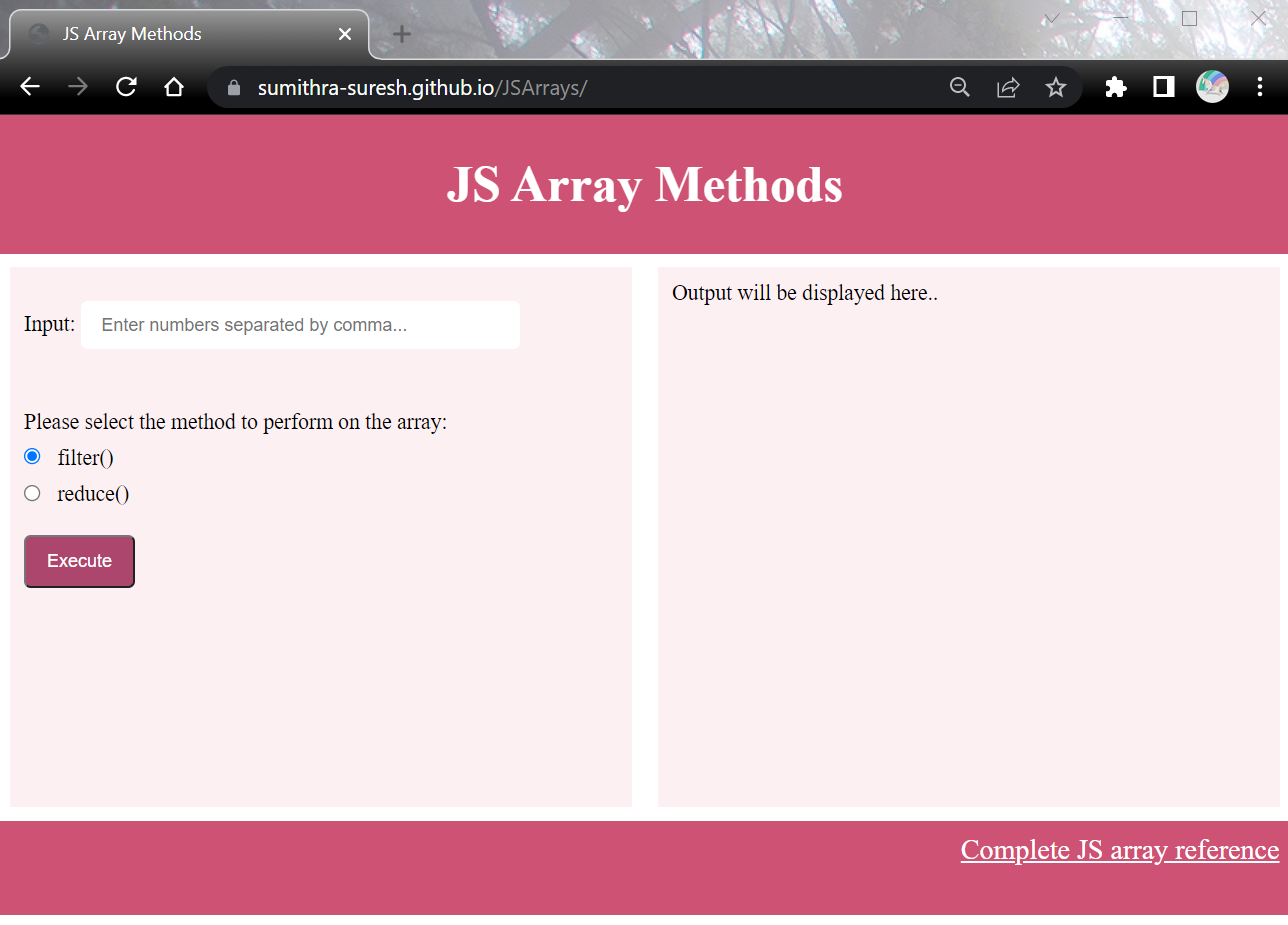 JS Array Methods
sumithra-suresh.github.io/JSArrays/
JS Array Methods
Input: Enter numbers separated by comma...
Please select the method to perform on the array:
filter()
reduce()
Execute
Output will be displayed here..
Complete JS array reference